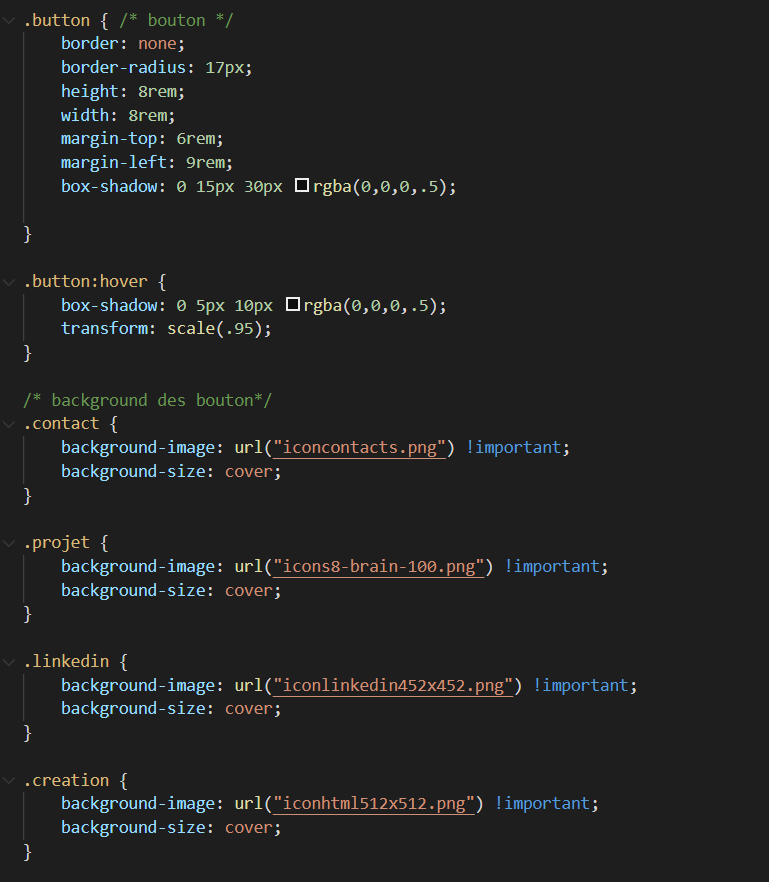 .button { /* bouton */
border: none;
border-radius: 17px;
height: 8rem;
width: 8rem;
margin-top: 6rem;
margin-left: 9rem;
box-shadow: 0 15px 30px rgba(0,0,0,.5);
}
.button:hover {
box-shadow: 0 5px 10px rgba(0,0,0,.5);
transform: scale(.95);
}
/* background des bouton*/
.contact {
background-image: url("iconcontacts.png") !important;
background-size: cover;
}
.projet {
background-image: url("icons8-brain-100.png") !important;
background-size: cover;
}
.linkedin {
background-image: url("iconlinkedin452x452.png") !important;
background-size: cover;
}
.creation {
background-image: url("iconhtml512x512.png") !important;
background-size: cover;
}